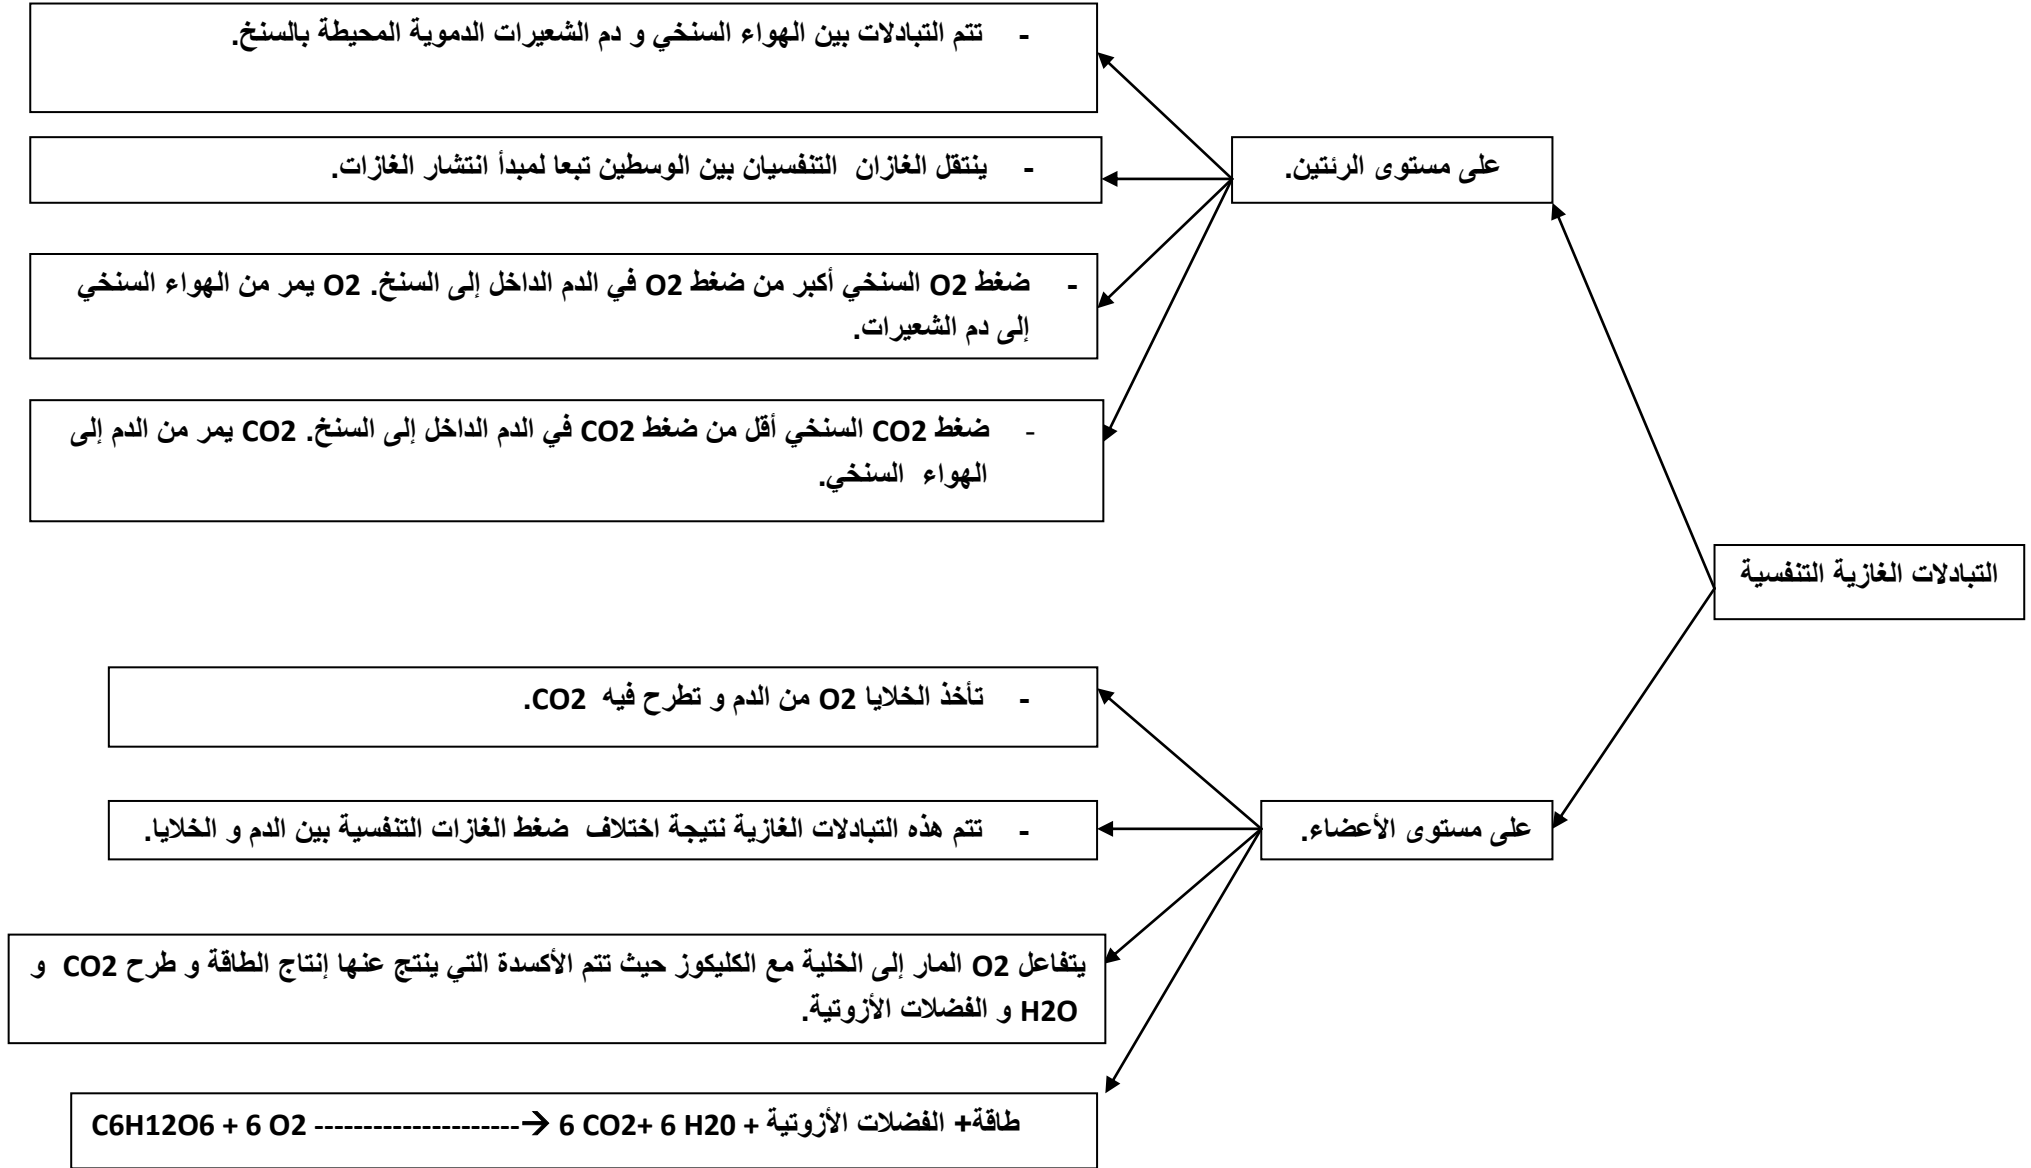 - تتم التبادلات بين الهواء السنخي و دم الشعيرات الدموية المحيطة بالسنخ.
على مستوى الرئتين.
- ينتقل الغازان التنفسيان بين الوسطين تبعا لمبدأ انتشار الغازات.
- ضغط O2 السنخي أكبر من ضغط O2 في الدم الداخل إلى السنخ. O2 يمر من الهواء السنخي
إلى دم الشعيرات.
- ضغط CO2 السنخي أقل من ضغط CO2 في الدم الداخل إلى السنخ. CO2 يمر من الدم إلى
الهواء السنخي.
التبادلات الغازية التنفسية
- تأخذ الخلايا O2 من الدم و تطرح فيه CO2.
على مستوى الأعضاء.
- تتم هذه التبادلات الغازية نتيجة اختلاف ضغط الغازات التنفسية بين الدم و الخلايا.
يتفاعل O2 المار إلى الخلية مع الكليكوز حيث تتم الأكسدة التي ينتج عنها إنتاج الطاقة و طرح CO2 و
H2O و الفضلات الأزوتية.
C6H12O6 + 6 O2 ---------------------→ 6 CO2+ 6 H20 + طاقة+ الفضلات الأزوتية